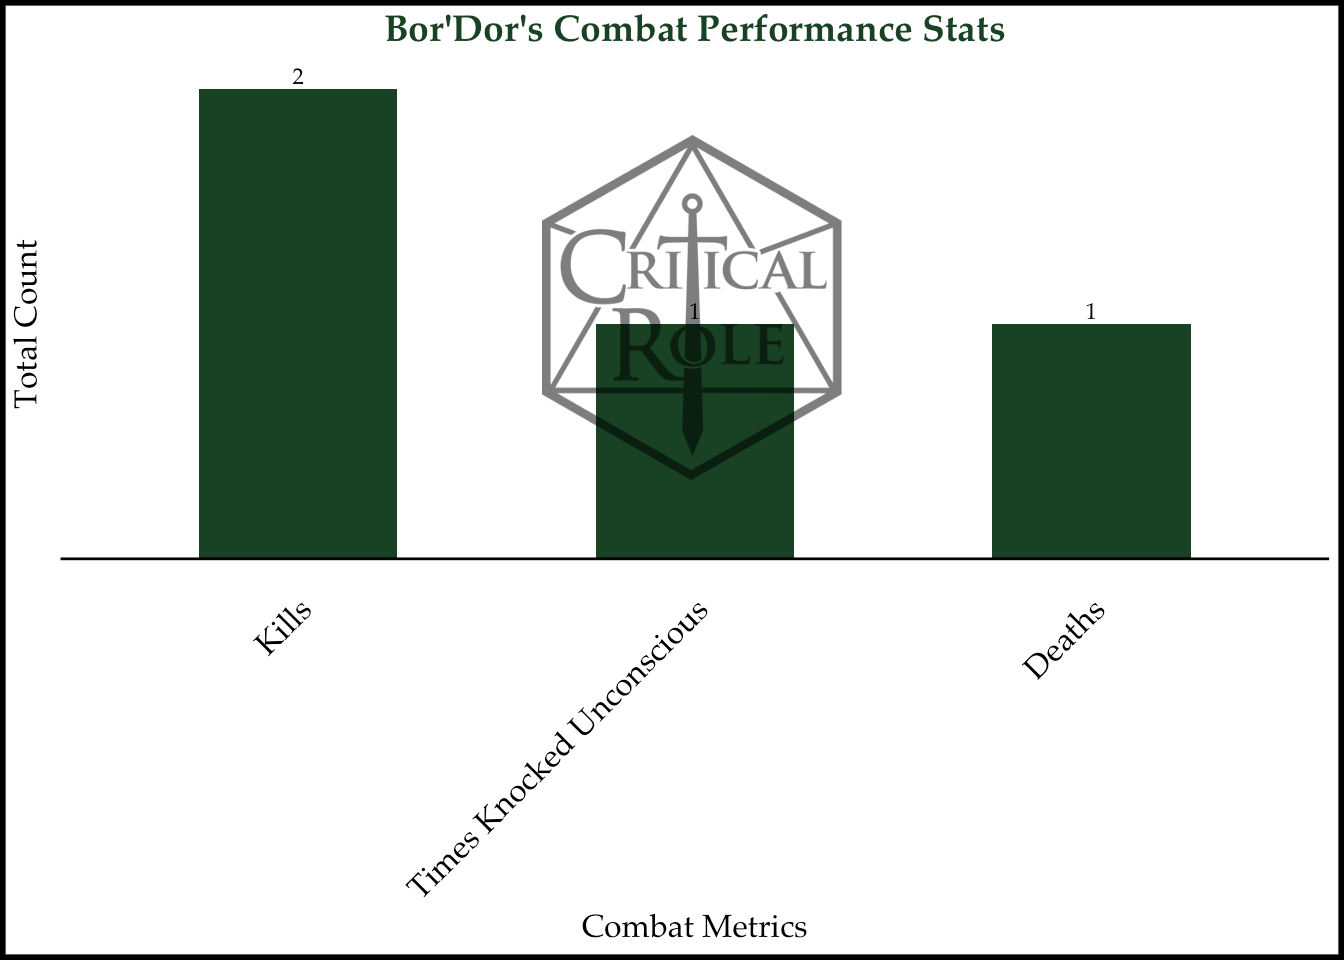 Bor'Dor's Combat Performance Stats
2
CRITICAL
ROLE
1
1
Total Count
Kills
Times Knocked Unconscious
Deaths
Combat Metrics